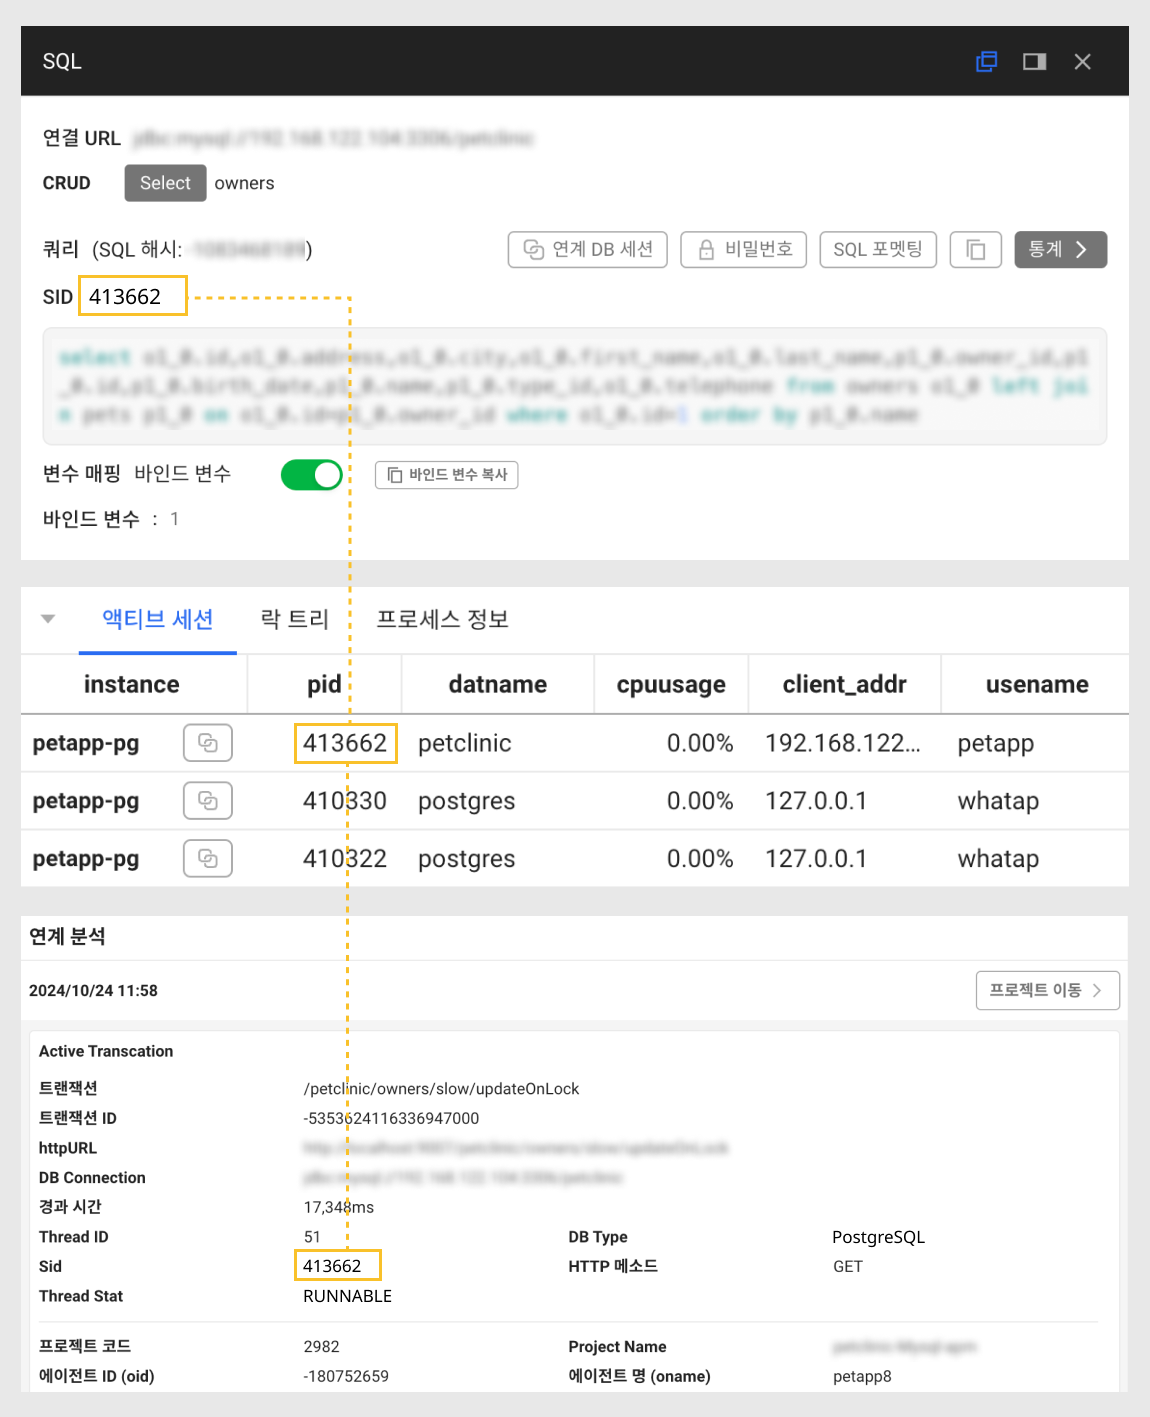 SQL
연결 URL
CRUD Select owners
쿼리 (SQL 해시: ) 연계 DB 세션 비밀번호 SQL 포멧팅 통계
SID 413662
변수 매핑 바인드 변수 바인드 변수 복사
바인드 변수 : 1
액티브 세션 락 트리 프로세스 정보
instance pid datname cpuusage client_addr usename
petapp-pg 413662 petclinic 0.00% 192.168.122... petapp
petapp-pg 410330 postgres 0.00% 127.0.0.1 whatap
petapp-pg 410322 postgres 0.00% 127.0.0.1 whatap
연계 분석
2024/10/24 11:58 프로젝트 이동
Active Transcation
트랜잭션 /petclinic/owners/slow/updateOnLock
트랜잭션 ID -5353624116336947000
httpURL
DB Connection
경과 시간 17,348ms
Thread ID 51 DB Type PostgreSQL
Sid 413662 HTTP 메소드 GET
Thread Stat RUNNABLE
프로젝트 코드 2982 Project Name
에이전트 ID (oid) -180752659 에이전트 명 (oname) petapp8